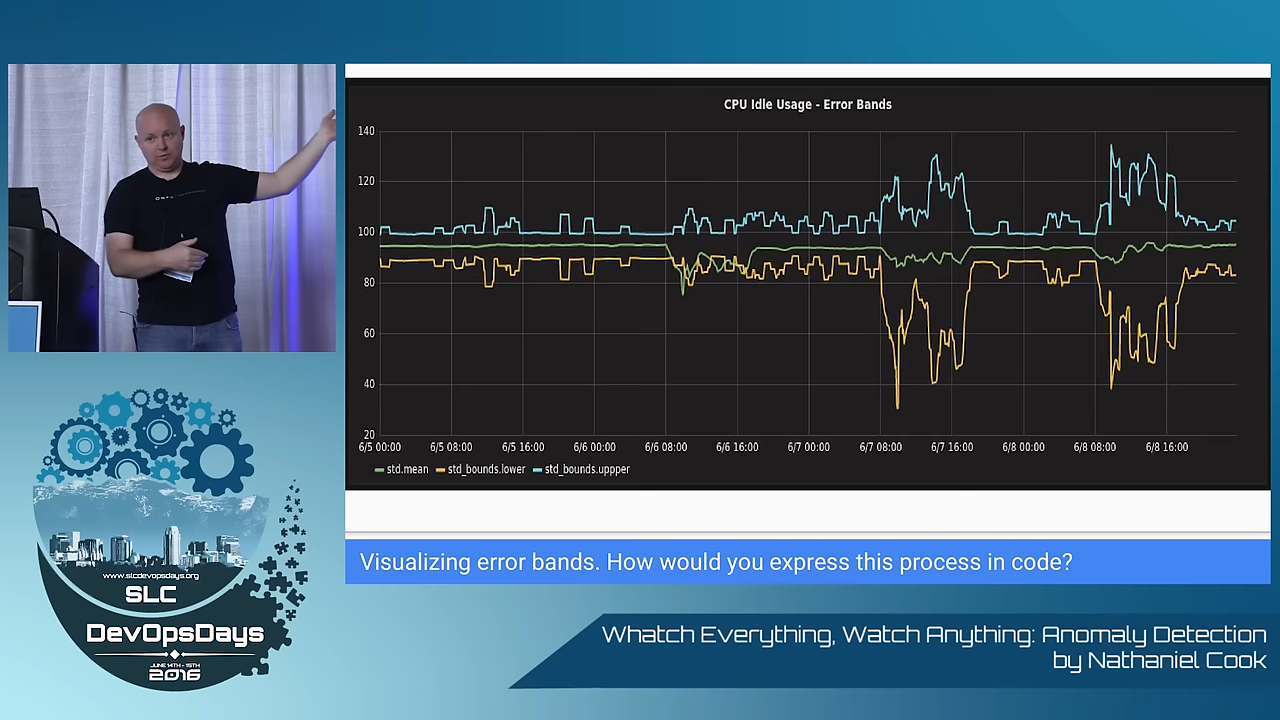 CPU Idle Usage - Error Bands
140
120
100
80
60
40
20
6/5 00:00 6/5 08:00 6/5 16:00 6/6 00:00 6/6 08:00 6/6 16:00 6/7 00:00 6/7 08:00 6/7 16:00 6/8 00:00 6/8 08:00 6/8 16:00
std.mean std_bounds.lower std_bounds.uppper
Visualizing error bands. How would you express this process in code?
www.slcdevopsdays.org
SLC
DevOpsDays
JUNE 14TH - 15TH
2016
Whatch Everything, Watch Anything: Anomaly Detection
by Nathaniel Cook